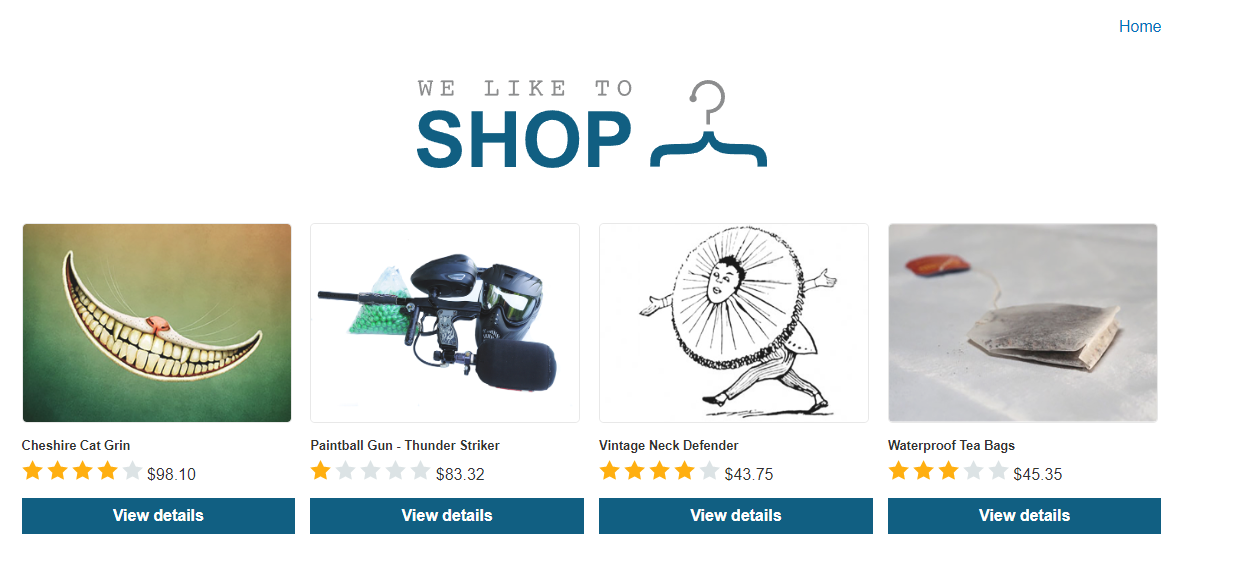 Home
WE LIKE TO
SHOP
Cheshire Cat Grin
$98.10
View details
Paintball Gun - Thunder Striker
$83.32
View details
Vintage Neck Defender
$43.75
View details
Waterproof Tea Bags
$45.35
View details